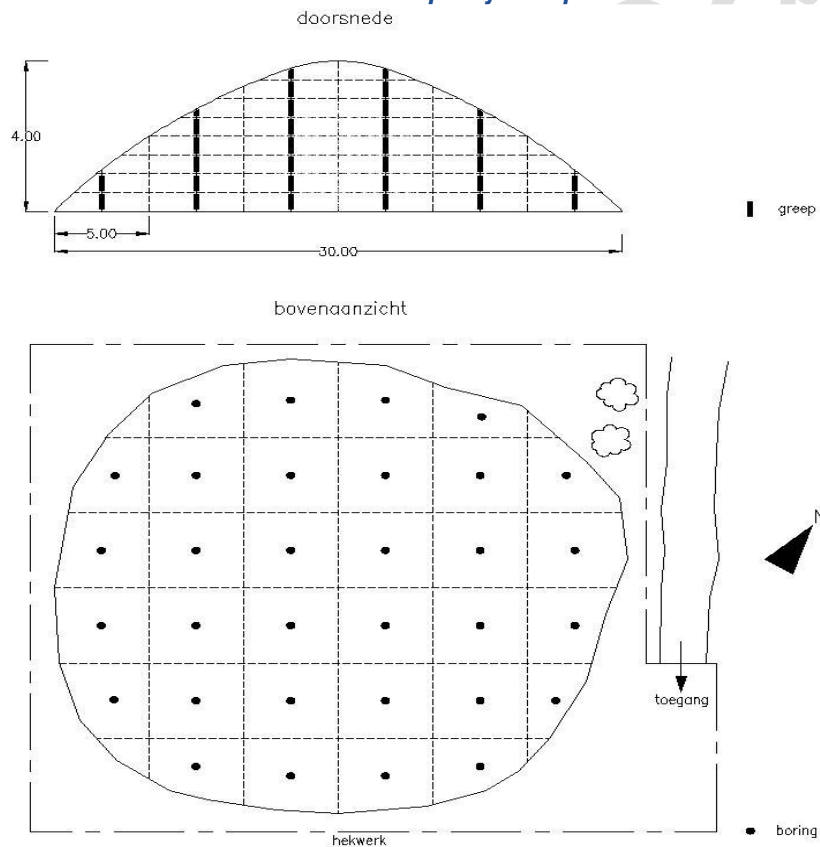 doorsnede
4.00
5.00
30.00
greep
bovenaanzicht
N
toegang
hekwerk
boring